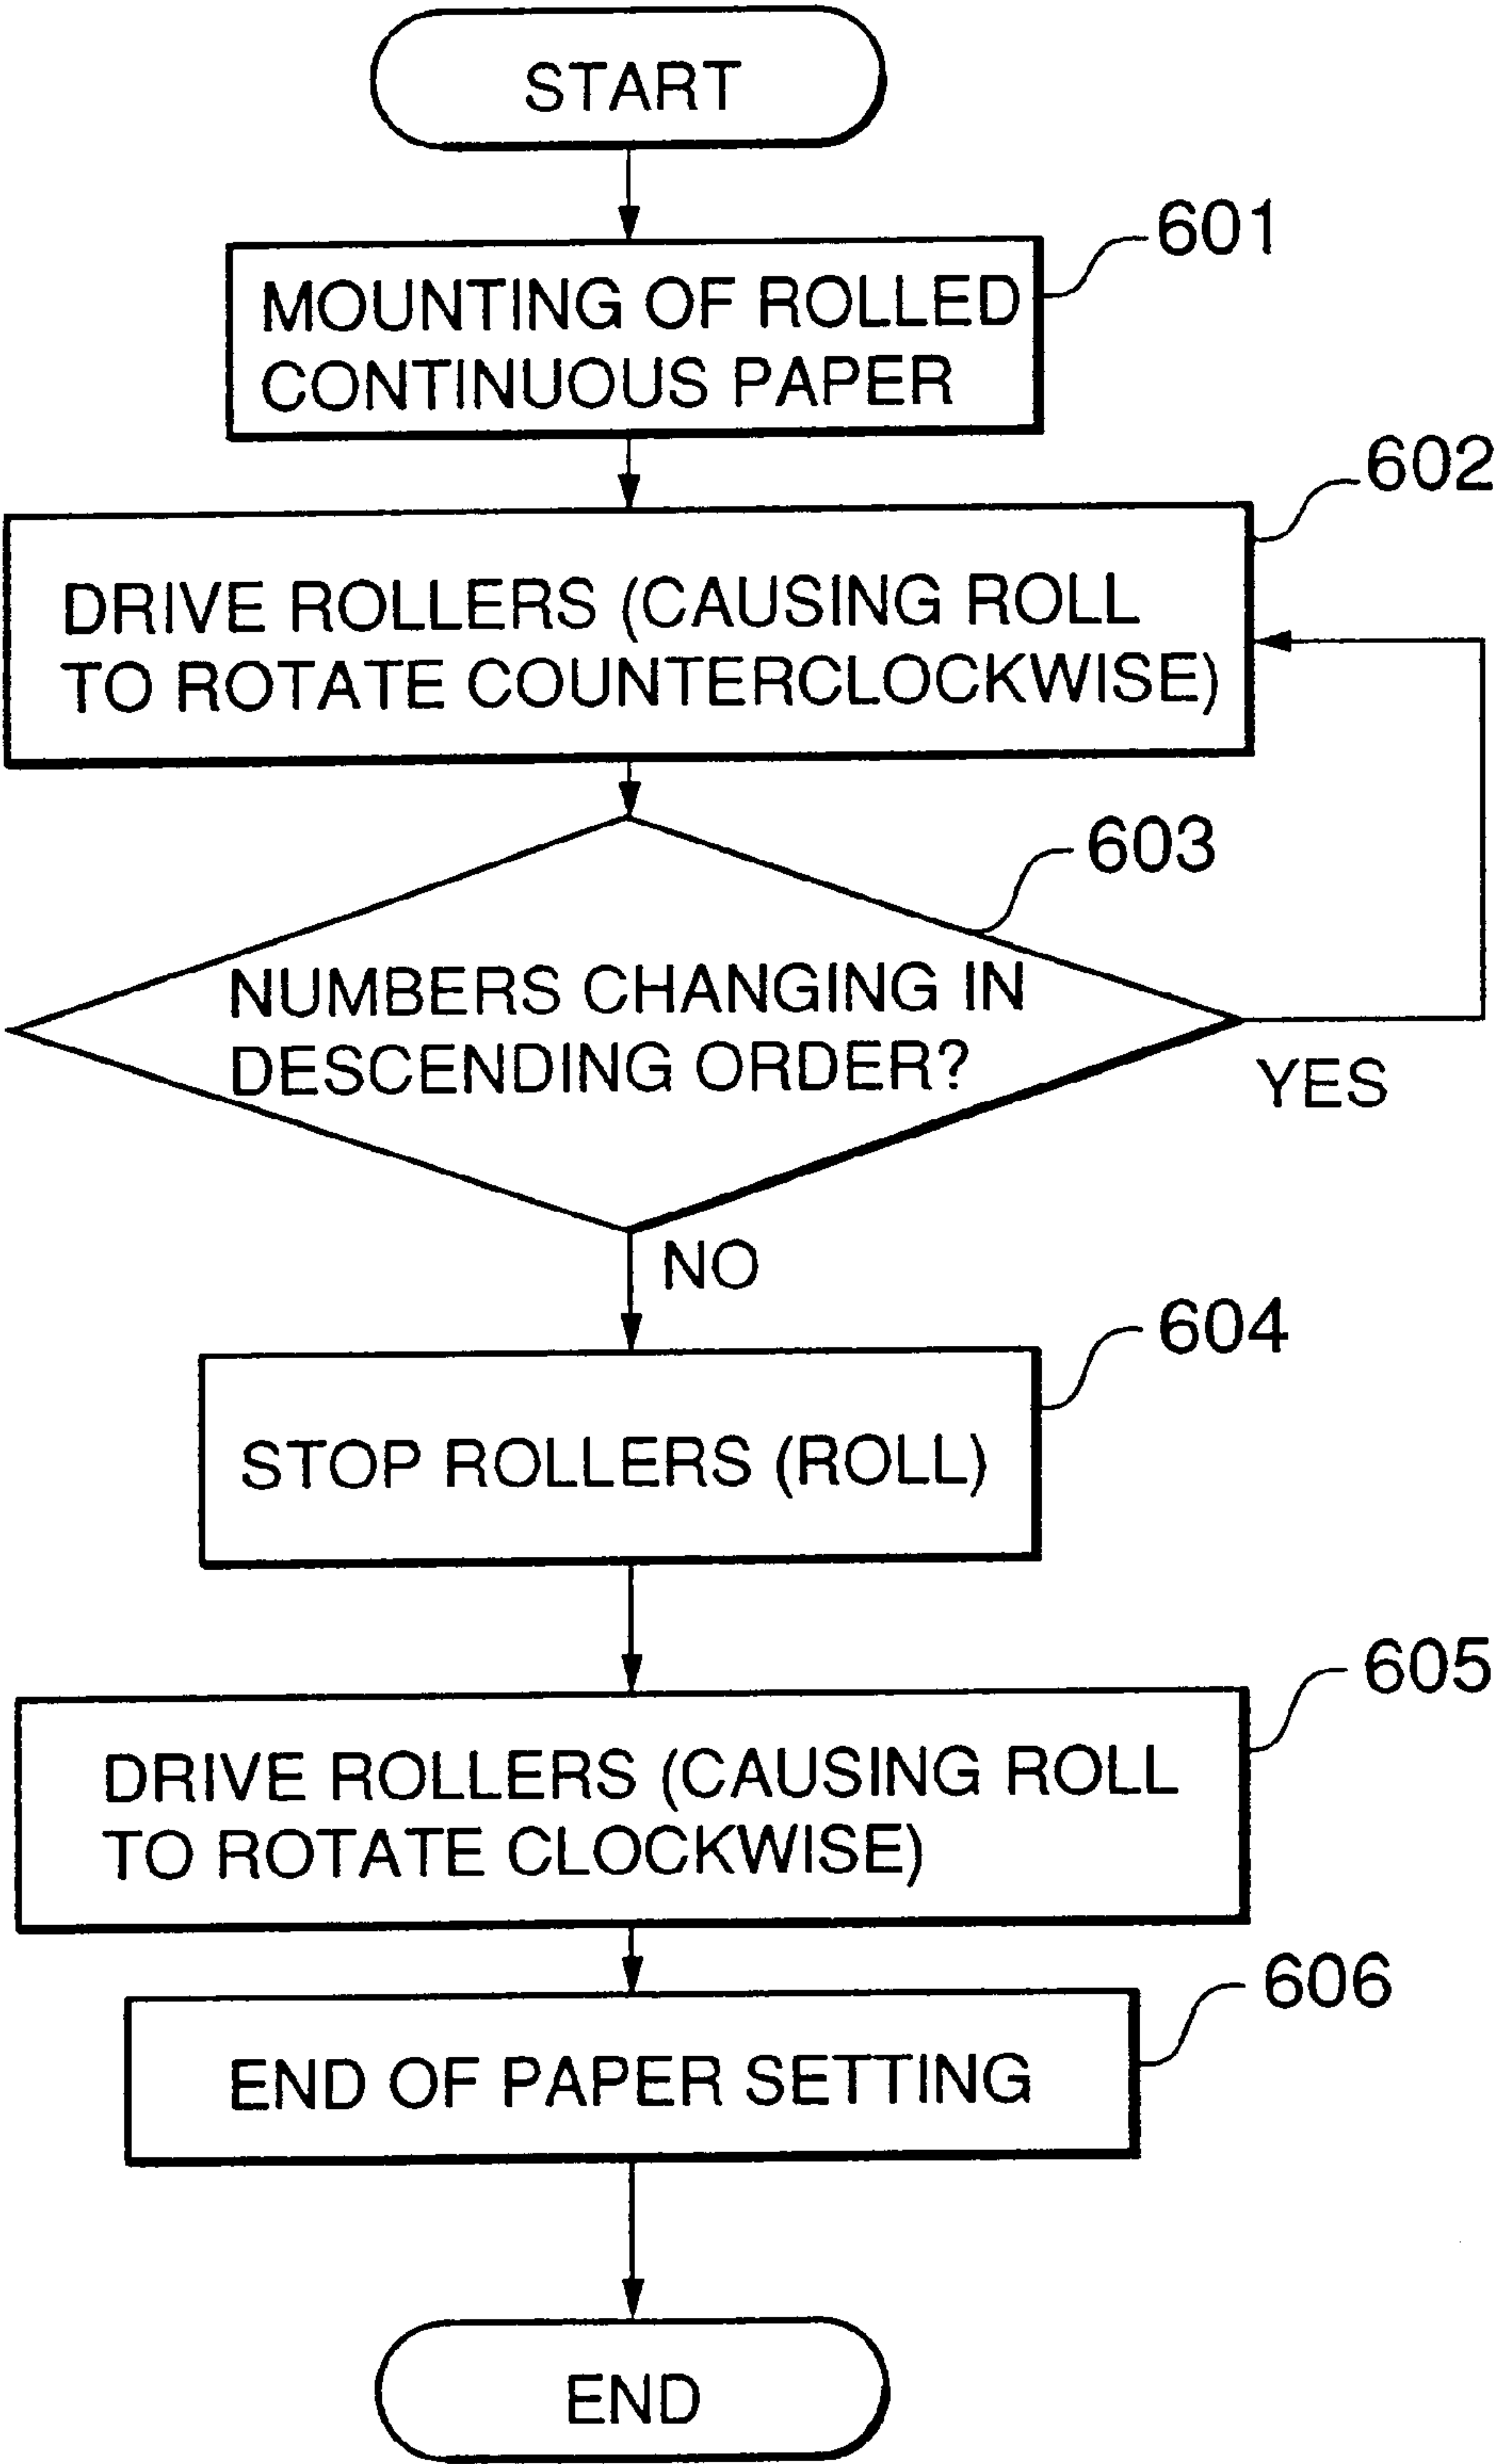 START
601
MOUNTING OF ROLLED
CONTINUOUS PAPER
602
DRIVE ROLLERS (CAUSING ROLL
TO ROTATE COUNTERCLOCKWISE)
603
NUMBERS CHANGING IN
DESCENDING ORDER?
YES
NO
604
STOP ROLLERS (ROLL)
605
DRIVE ROLLERS (CAUSING ROLL
TO ROTATE CLOCKWISE)
606
END OF PAPER SETTING
END